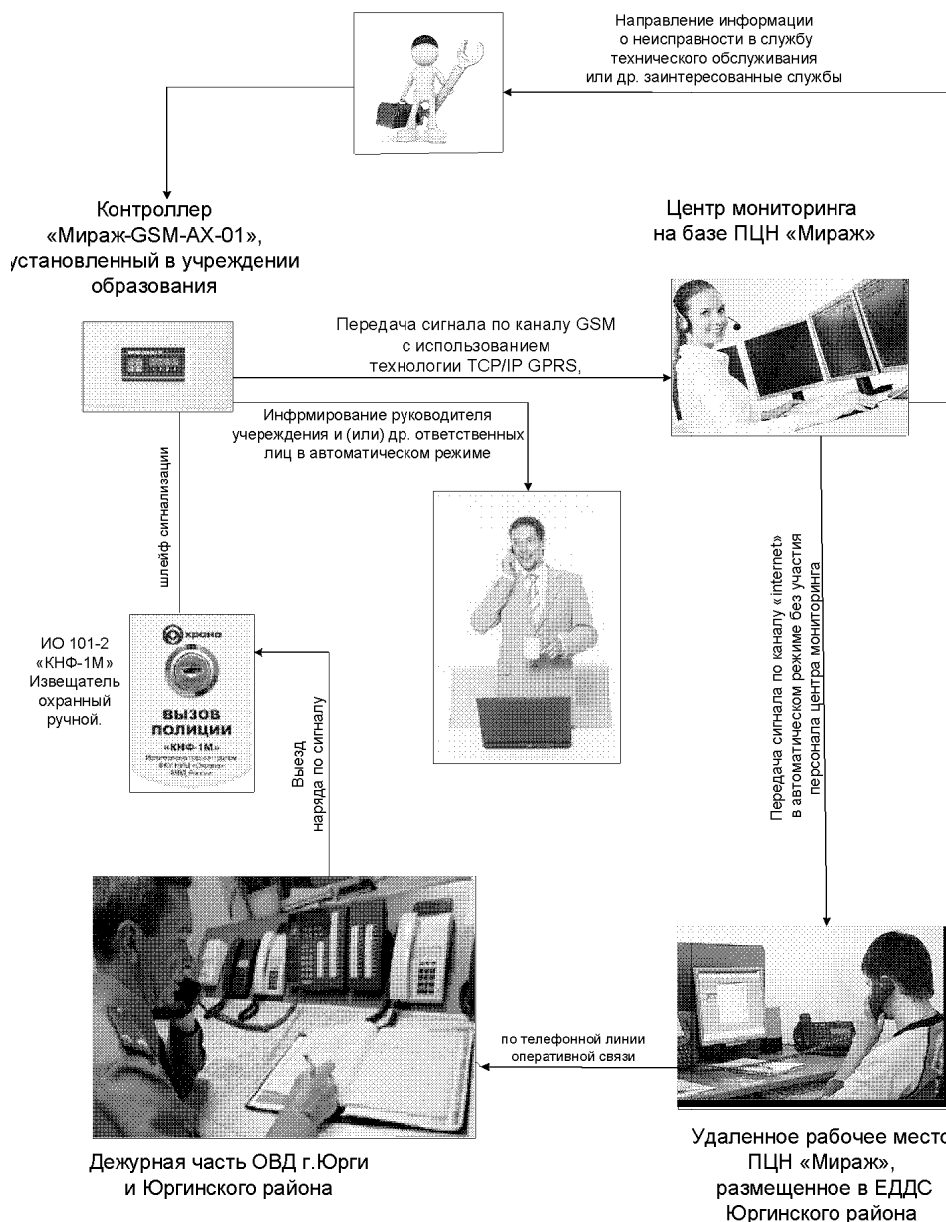 Направление информации
о неисправности в службу
технического обслуживания
или др. заинтересованные службы
Контроллер
«Мираж-GSM-AX-01»,
установленный в учреждении
образования
Центр мониторинга
на базе ПЦН «Мираж»
Передача сигнала по каналу GSM
с использованием
технологии TCP/IP GPRS,
Инфрмирование руководителя
учереждения и (или) др. ответственных
лиц в автоматическом режиме
шлейф сигнализации
ИО 101-2
«КНФ-1М»
Извещатель
охранный
ручной.
ВЫЗОВ
ПОЛИЦИИ
«КНФ-1М»
Выезд
наряда по сигналу
Передача сигнала по каналу «internet»
в автоматическом режиме без участия
персонала центра мониторинга
по телефонной линии
оперативной связи
Дежурная часть ОВД г.Юрги
и Юргинского района
Удаленное рабочее место
ПЦН «Мираж»,
размещенное в ЕДДС
Юргинского района